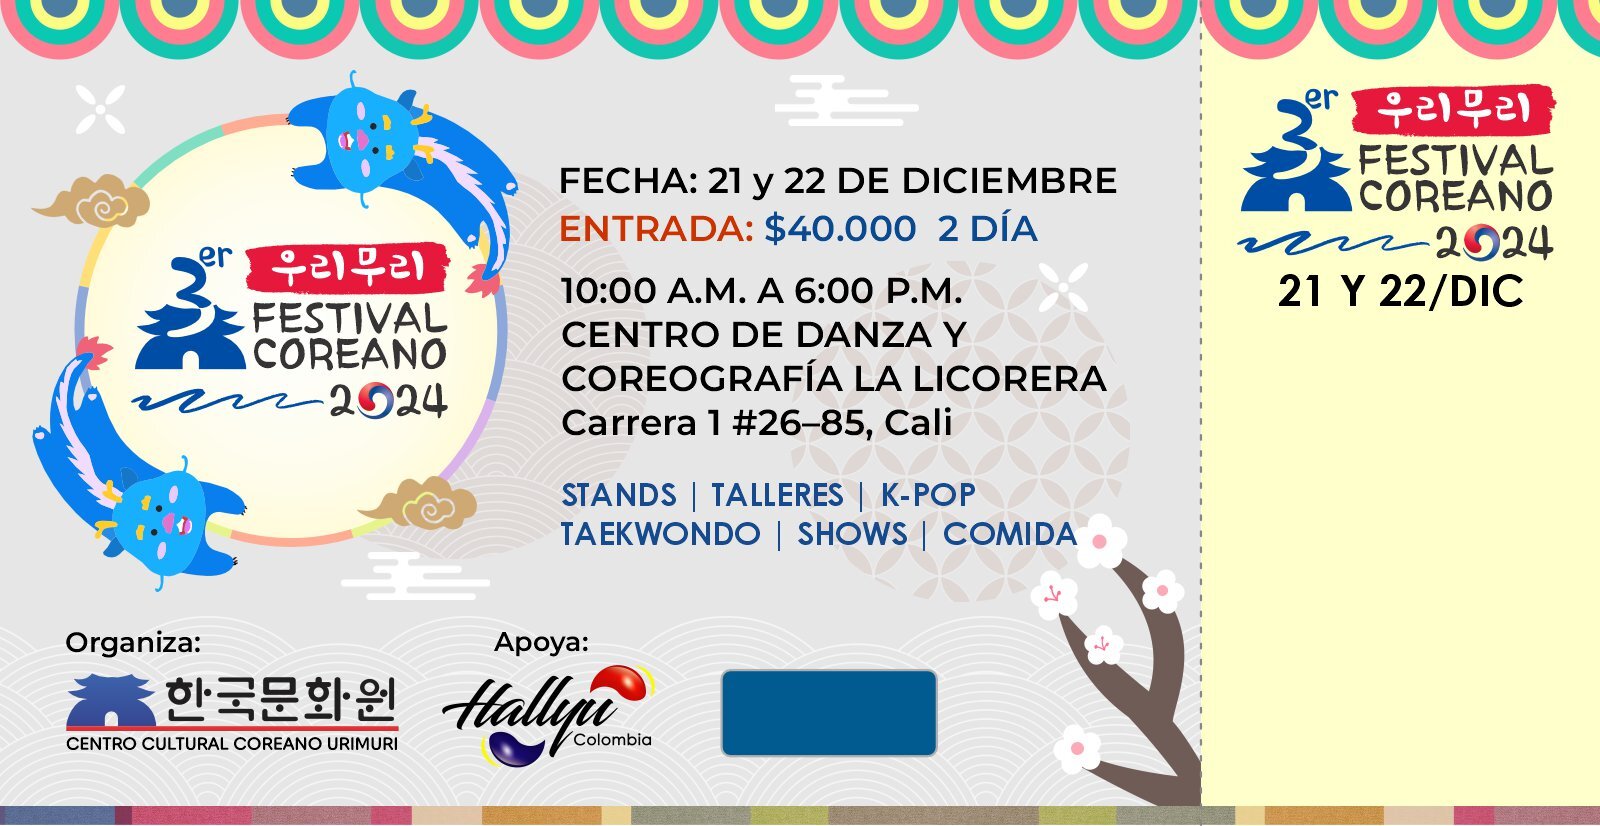 3er 우리무리
FESTIVAL
COREANO
2024
FECHA: 21 y 22 DE DICIEMBRE
ENTRADA: $40.000 2 DÍA
10:00 A.M. A 6:00 P.M.
CENTRO DE DANZA Y
COREOGRAFÍA LA LICORERA
Carrera 1 #26–85, Cali
STANDS | TALLERES | K-POP
TAEKWONDO | SHOWS | COMIDA
Organiza:
한국문화원
CENTRO CULTURAL COREANO URIMURI
Apoya:
Hallyu
Colombia
3er 우리무리
FESTIVAL
COREANO
2024
21 Y 22/DIC